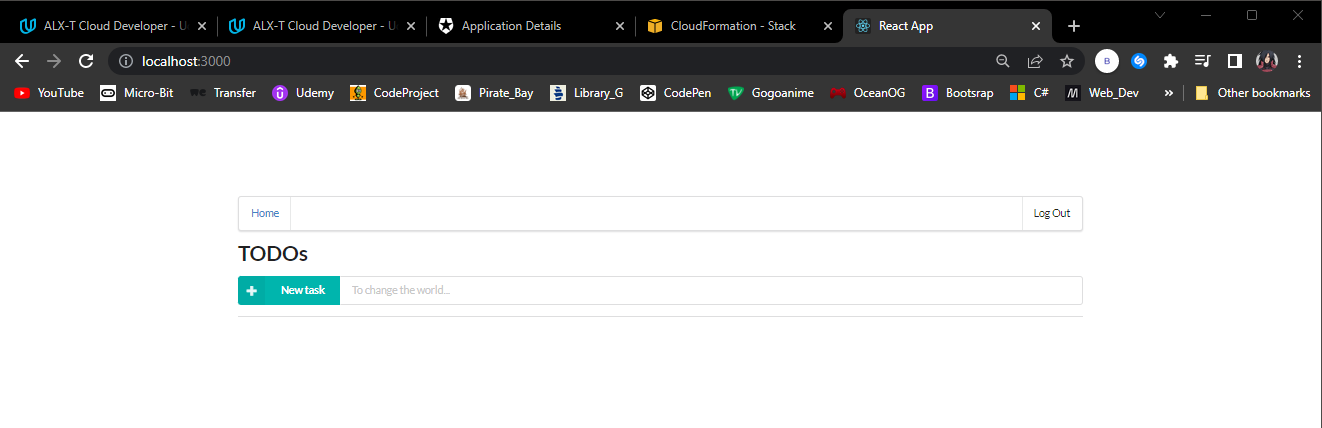 ALX-T Cloud Developer - U
ALX-T Cloud Developer - U
Application Details
CloudFormation - Stack
React App
localhost:3000
B
YouTube
Micro-Bit
we Transfer
Udemy
CodeProject
Pirate_Bay
Library_G
CodePen
TV Gogoanime
OceanOG
B Bootsrap
C#
M Web_Dev
»
Other bookmarks
Home
Log Out
TODOs
New task
To change the world...